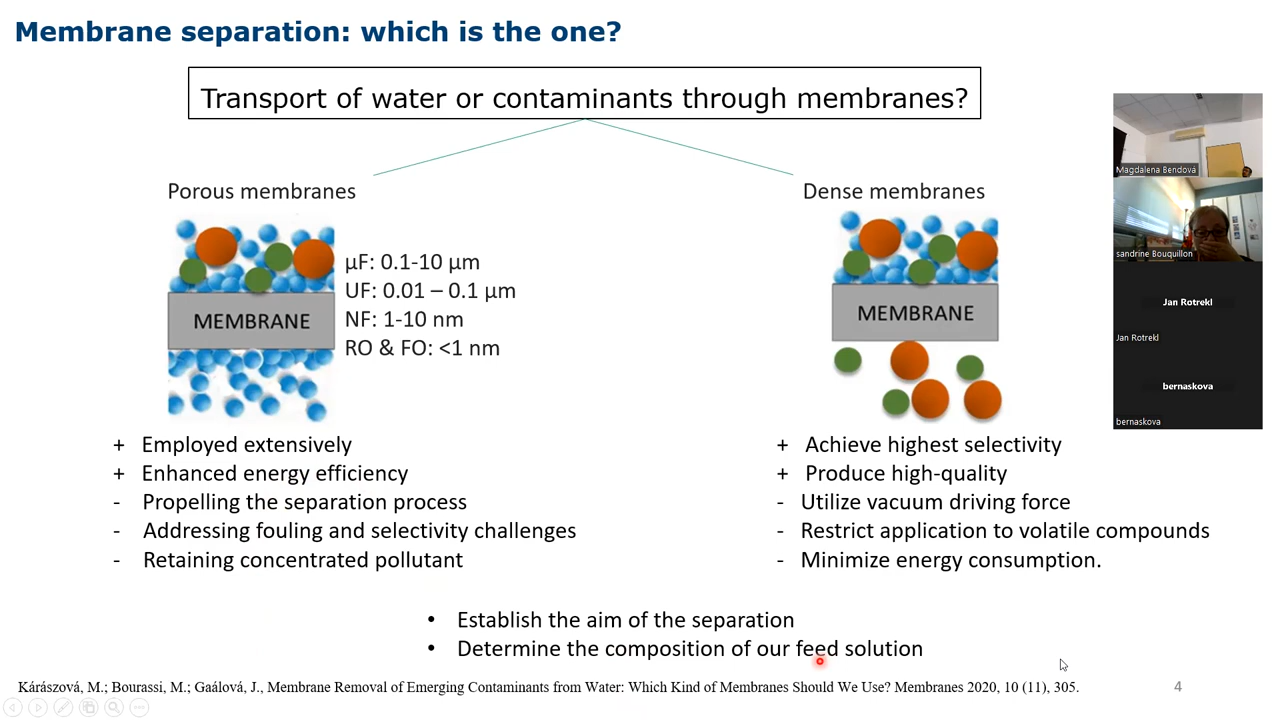 Membrane separation: which is the one?
Transport of water or contaminants through membranes?
Porous membranes
MEMBRANE
µF: 0.1-10 µm
UF: 0.01 – 0.1 µm
NF: 1-10 nm
RO & FO: <1 nm
+ Employed extensively
+ Enhanced energy efficiency
- Propelling the separation process
- Addressing fouling and selectivity challenges
- Retaining concentrated pollutant
Dense membranes
MEMBRANE
+ Achieve highest selectivity
+ Produce high-quality
- Utilize vacuum driving force
- Restrict application to volatile compounds
- Minimize energy consumption.
• Establish the aim of the separation
• Determine the composition of our feed solution
Kárászová, M.; Bourassi, M.; Gaálová, J., Membrane Removal of Emerging Contaminants from Water: Which Kind of Membranes Should We Use? Membranes 2020, 10 (11), 305.
4
Magdalena Bendová
sandrine Bouquillon
Jan Rotrekl
Jan Rotrekl
bernaskova
bernaskova